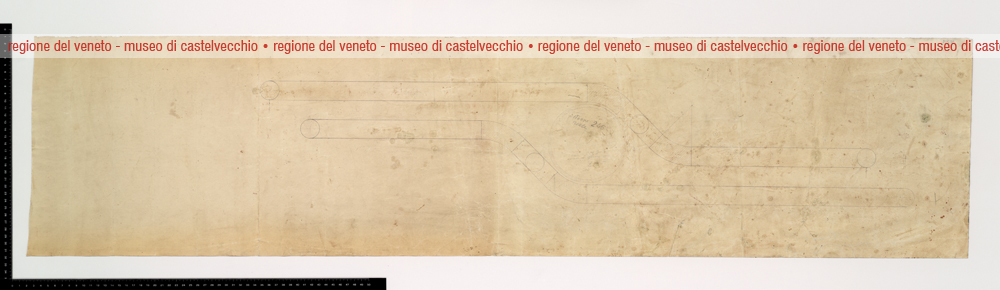 regione del veneto - museo di castelvecchio • regione del veneto - museo di castelvecchio • regione del veneto - museo di castelvecchio • regione del veneto - museo di cast